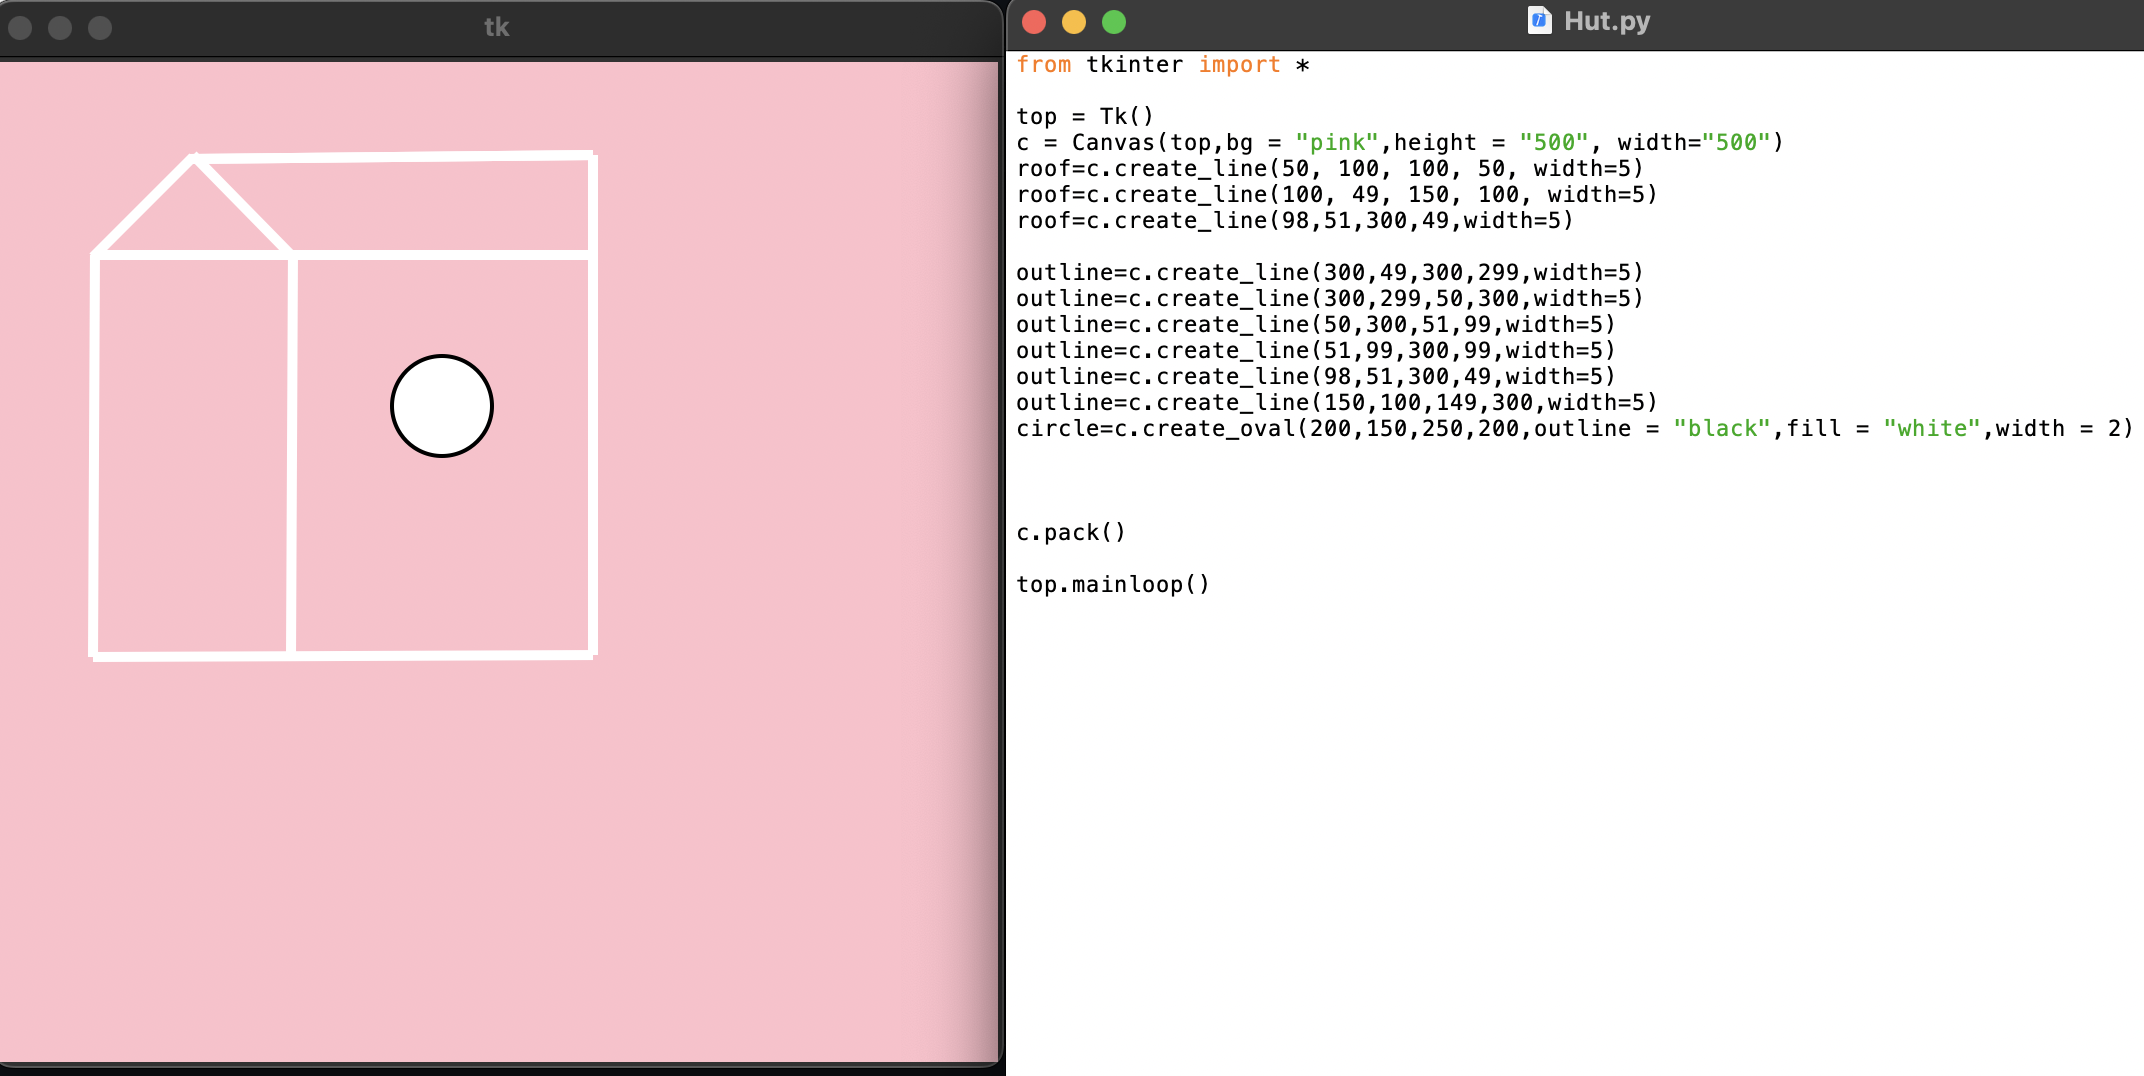 tk
Hut.py
from tkinter import *
top = Tk()
c = Canvas(top,bg = "pink",height = "500", width="500")
roof=c.create_line(50, 100, 100, 50, width=5)
roof=c.create_line(100, 49, 150, 100, width=5)
roof=c.create_line(98,51,300,49,width=5)
outline=c.create_line(300,49,300,299,width=5)
outline=c.create_line(300,299,50,300,width=5)
outline=c.create_line(50,300,51,99,width=5)
outline=c.create_line(51,99,300,99,width=5)
outline=c.create_line(98,51,300,49,width=5)
outline=c.create_line(150,100,149,300,width=5)
circle=c.create_oval(200,150,250,200,outline = "black",fill = "white",width = 2)
c.pack()
top.mainloop()